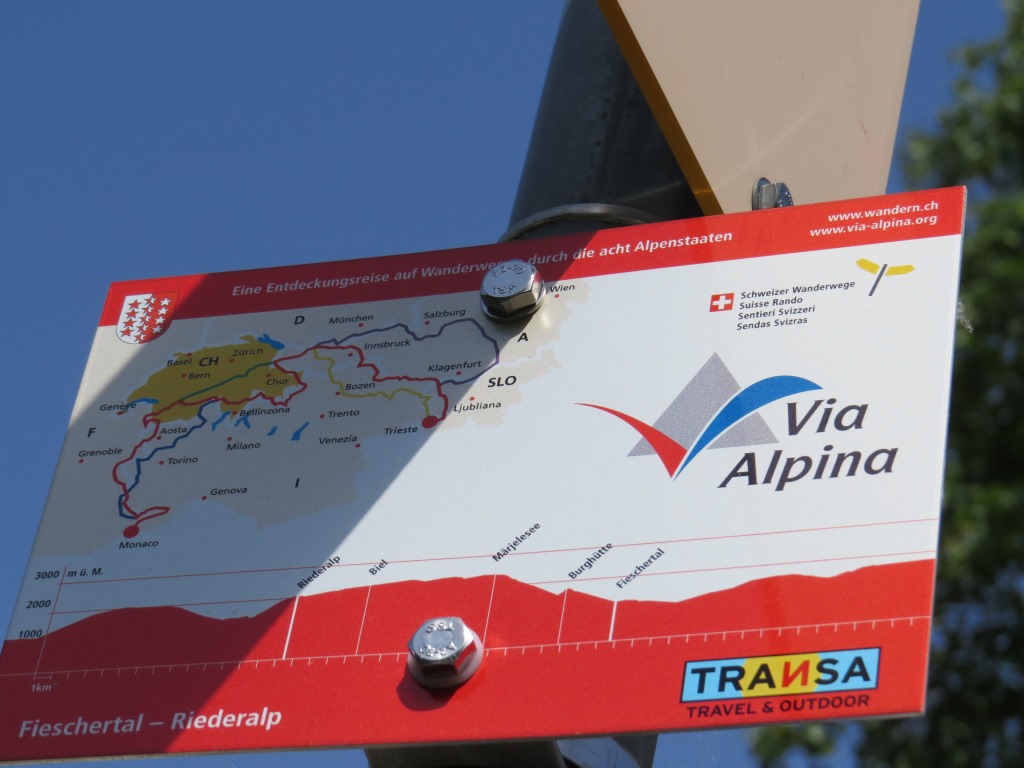 www.wandern.ch
www.via-alpina.org
Eine Entdeckungsreise auf durch die acht Alpenstaaten
Schweizer Wanderwege
Suisse Rando
Sentieri Svizzeri
Sendas Svizras
Wien
D
München
Salzburg
A
Innsbruck
Basel
CH
Zürich
Bern
Chur
Klagenfurt
SLO
Bozen
Genève
Bellinzona
Ljubliana
Trento
Trieste
F
Aosta
Milano
Venezia
Grenoble
Torino
Genova
I
Monaco
Via
Alpina
Riederalp
Biel
Märjelesee
Burghütte
Fieschertal
3000 m ü. M.
2000
1000
1km
TRANSA
TRAVEL & OUTDOOR
Fieschertal – Riederalp